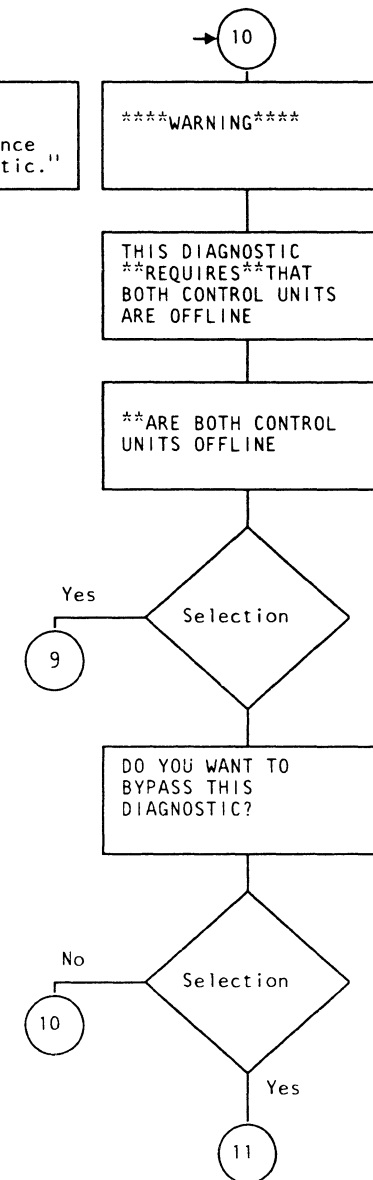 10
nce
tic."
****WARNING****
THIS DIAGNOSTIC
**REQUIRES**THAT
BOTH CONTROL UNITS
ARE OFFLINE
**ARE BOTH CONTROL
UNITS OFFLINE
Yes
Selection
9
DO YOU WANT TO
BYPASS THIS
DIAGNOSTIC?
No
Selection
10
Yes
11